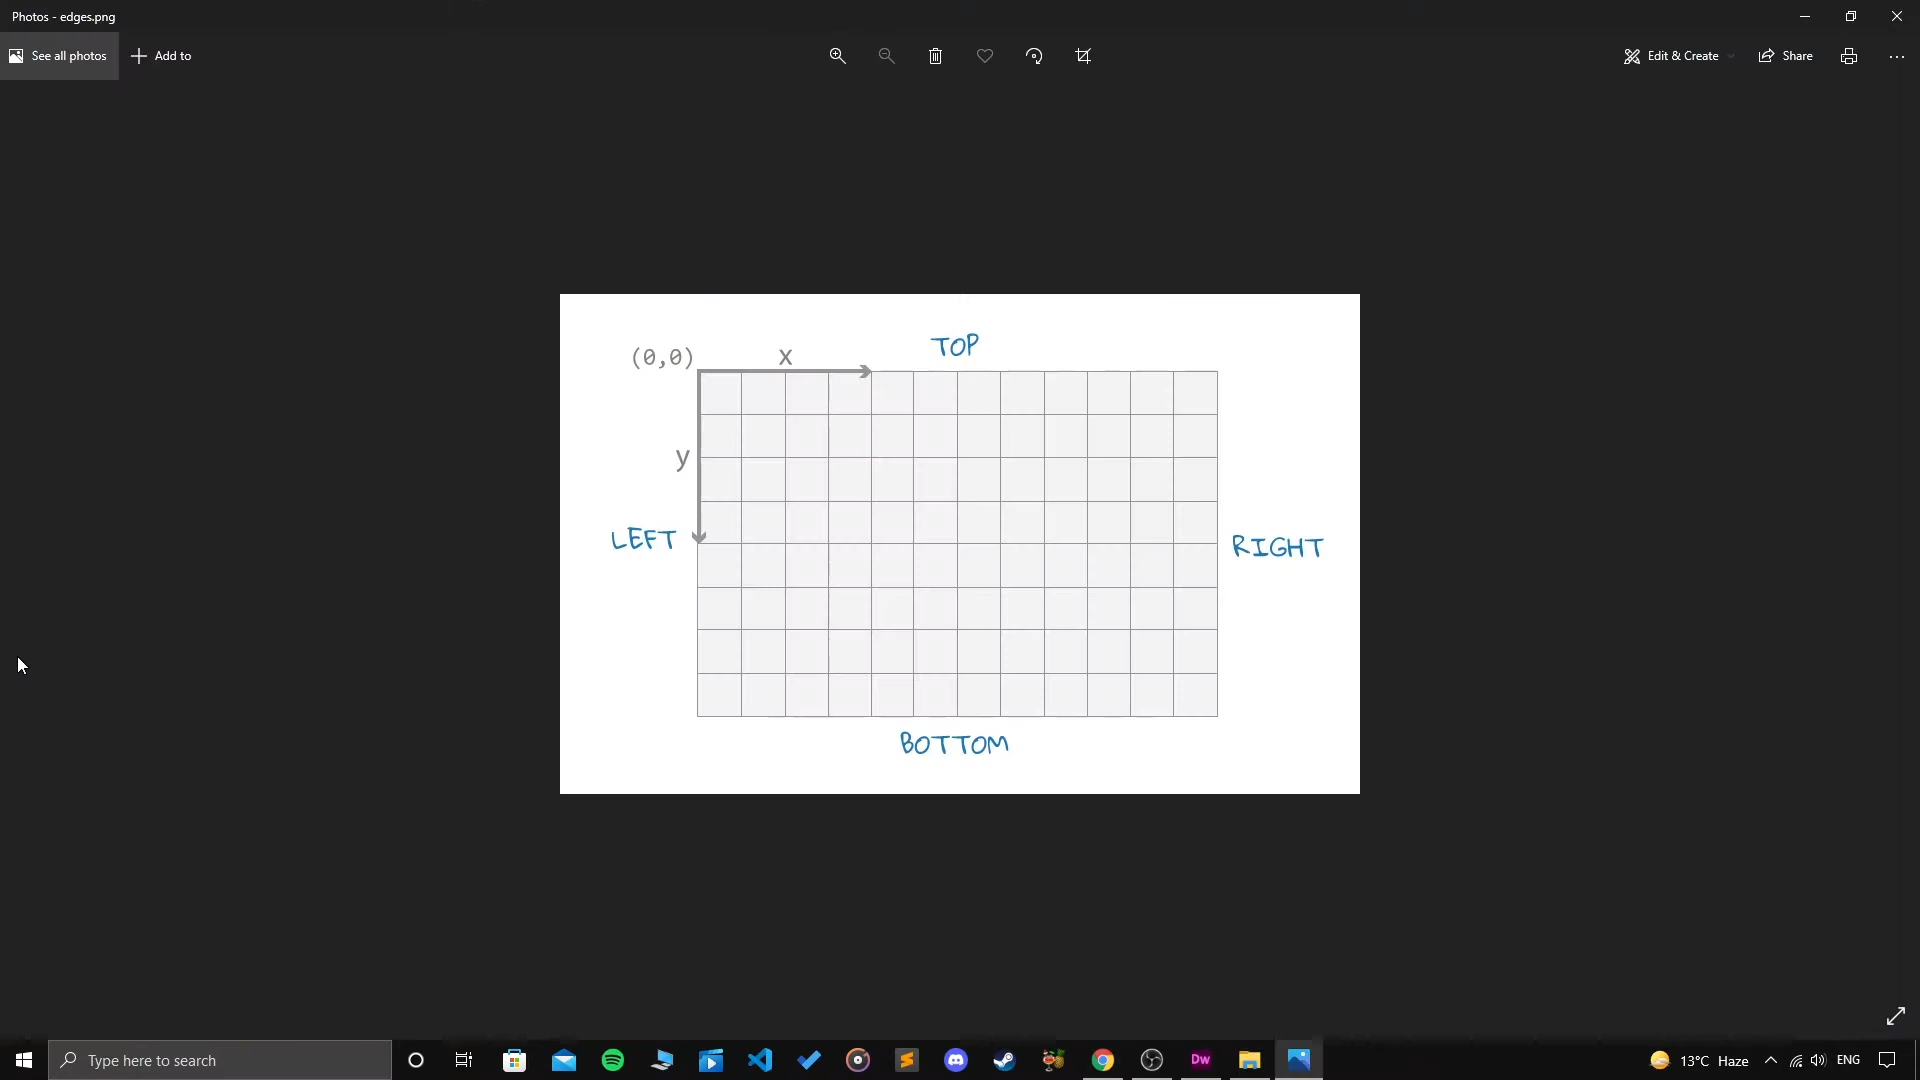 Photos - edges.png
See all photos
Add to
Edit & Create
Share
(0,0)
x
TOP
y
LEFT
RIGHT
BOTTOM
Type here to search
Dw
13°C Haze
ENG